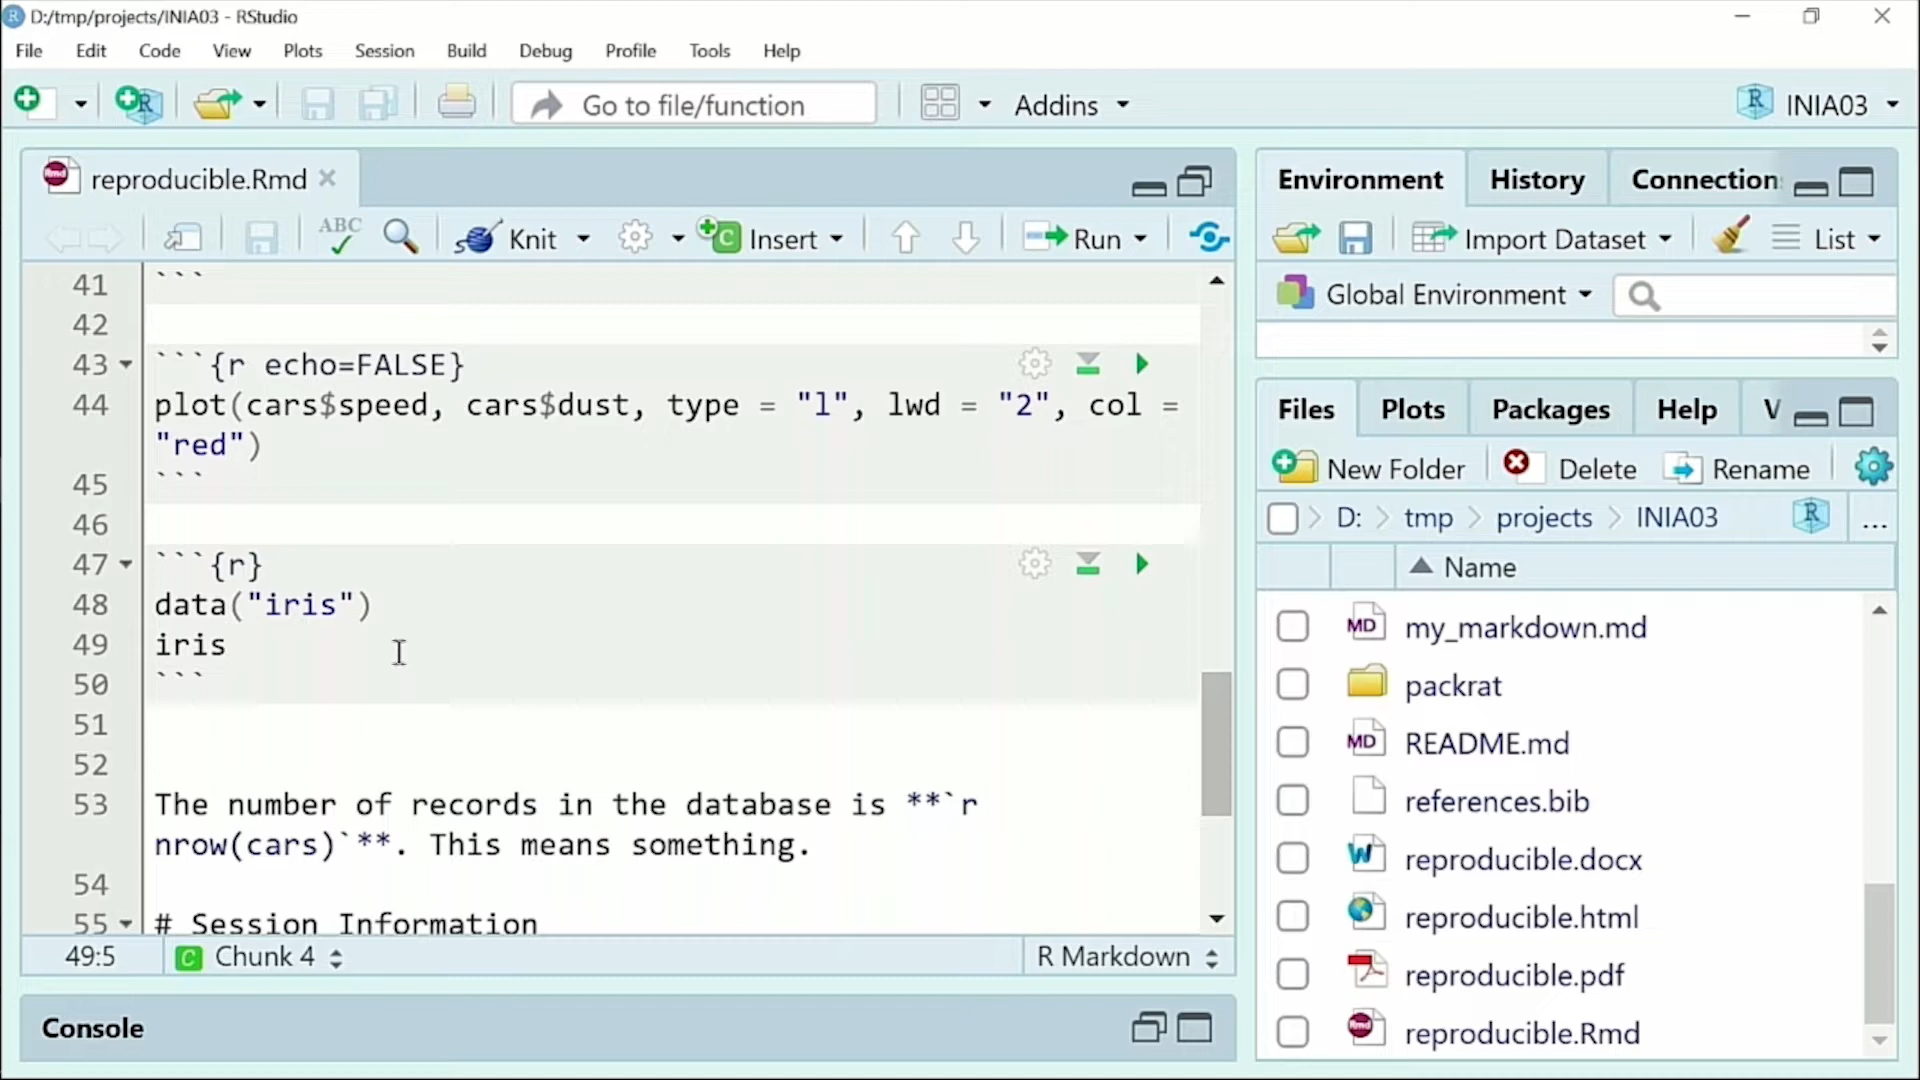 D:/tmp/projects/INIA03 - RStudio
File Edit Code View Plots Session Build Debug Profile Tools Help
Go to file/function Addins INIA03
reproducible.Rmd
ABC Knit Insert Run
41 ```
42
43 ```{r echo=FALSE}
44 plot(cars$speed, cars$dust, type = "l", lwd = "2", col =
"red")
45 ```
46
47 ```{r}
48 data("iris")
49 iris
50 ```
51
52
53 The number of records in the database is **`r
nrow(cars)`**. This means something.
54
55 # Session Information
49:5 Chunk 4 R Markdown
Console
Environment History Connection
Import Dataset List
Global Environment
Files Plots Packages Help V
New Folder Delete Rename
D: tmp projects INIA03 ...
Name
my_markdown.md
packrat
README.md
references.bib
reproducible.docx
reproducible.html
reproducible.pdf
reproducible.Rmd